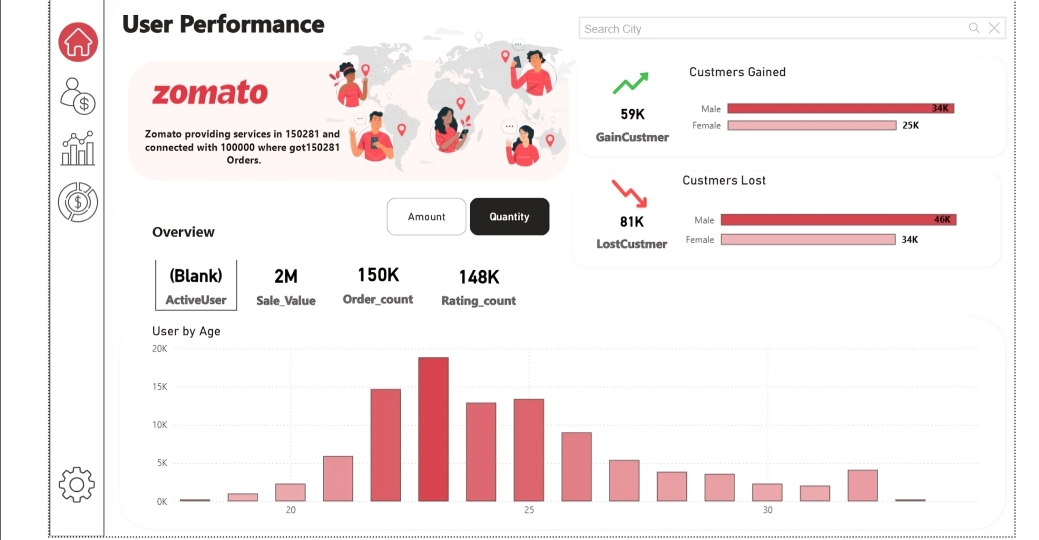 User Performance
Search City
zomato
Zomato providing services in 150281 and
connected with 100000 where got150281
Orders.
59K
GainCustmer
Custmers Gained
Male
34K
Female
25K
81K
LostCustmer
Custmers Lost
Male
46K
Female
34K
Amount
Quantity
Overview
(Blank)
ActiveUser
2M
Sale_Value
150K
Order_count
148K
Rating_count
User by Age
20K
15K
10K
5K
0K
20
25
30